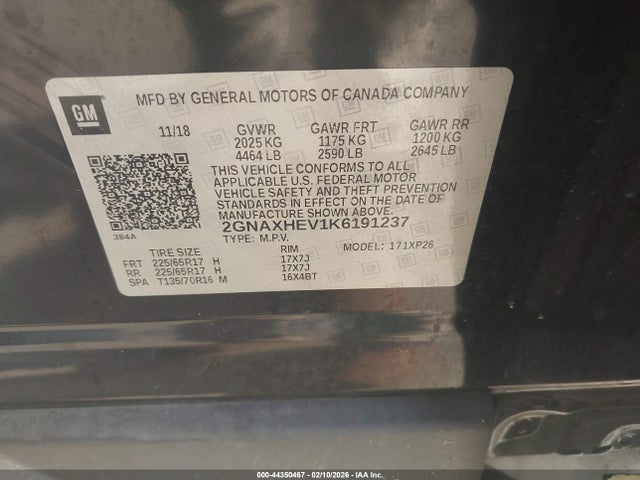 GM
MFD BY GENERAL MOTORS OF CANADA COMPANY
11/18 GVWR GAWR FRT GAWR RR
2025 KG 1175 KG 1200 KG
4464 LB 2590 LB 2645 LB
THIS VEHICLE CONFORMS TO ALL
APPLICABLE U.S. FEDERAL MOTOR
VEHICLE SAFETY AND THEFT PREVENTION
STANDARDS IN EFFECT ON THE DATE OF
MANUFACTURE SHOWN ABOVE.
384A
2GNAXHEV1K6191237
TYPE: M.P.V. MODEL: 171XP26
TIRE SIZE RIM
FRT 225/65R17 H 17X7J
RR 225/65R17 H 17X7J
SPA T135/70R16 M 16X4BT
000-44350467 - 02/10/2026 - IAA Inc.